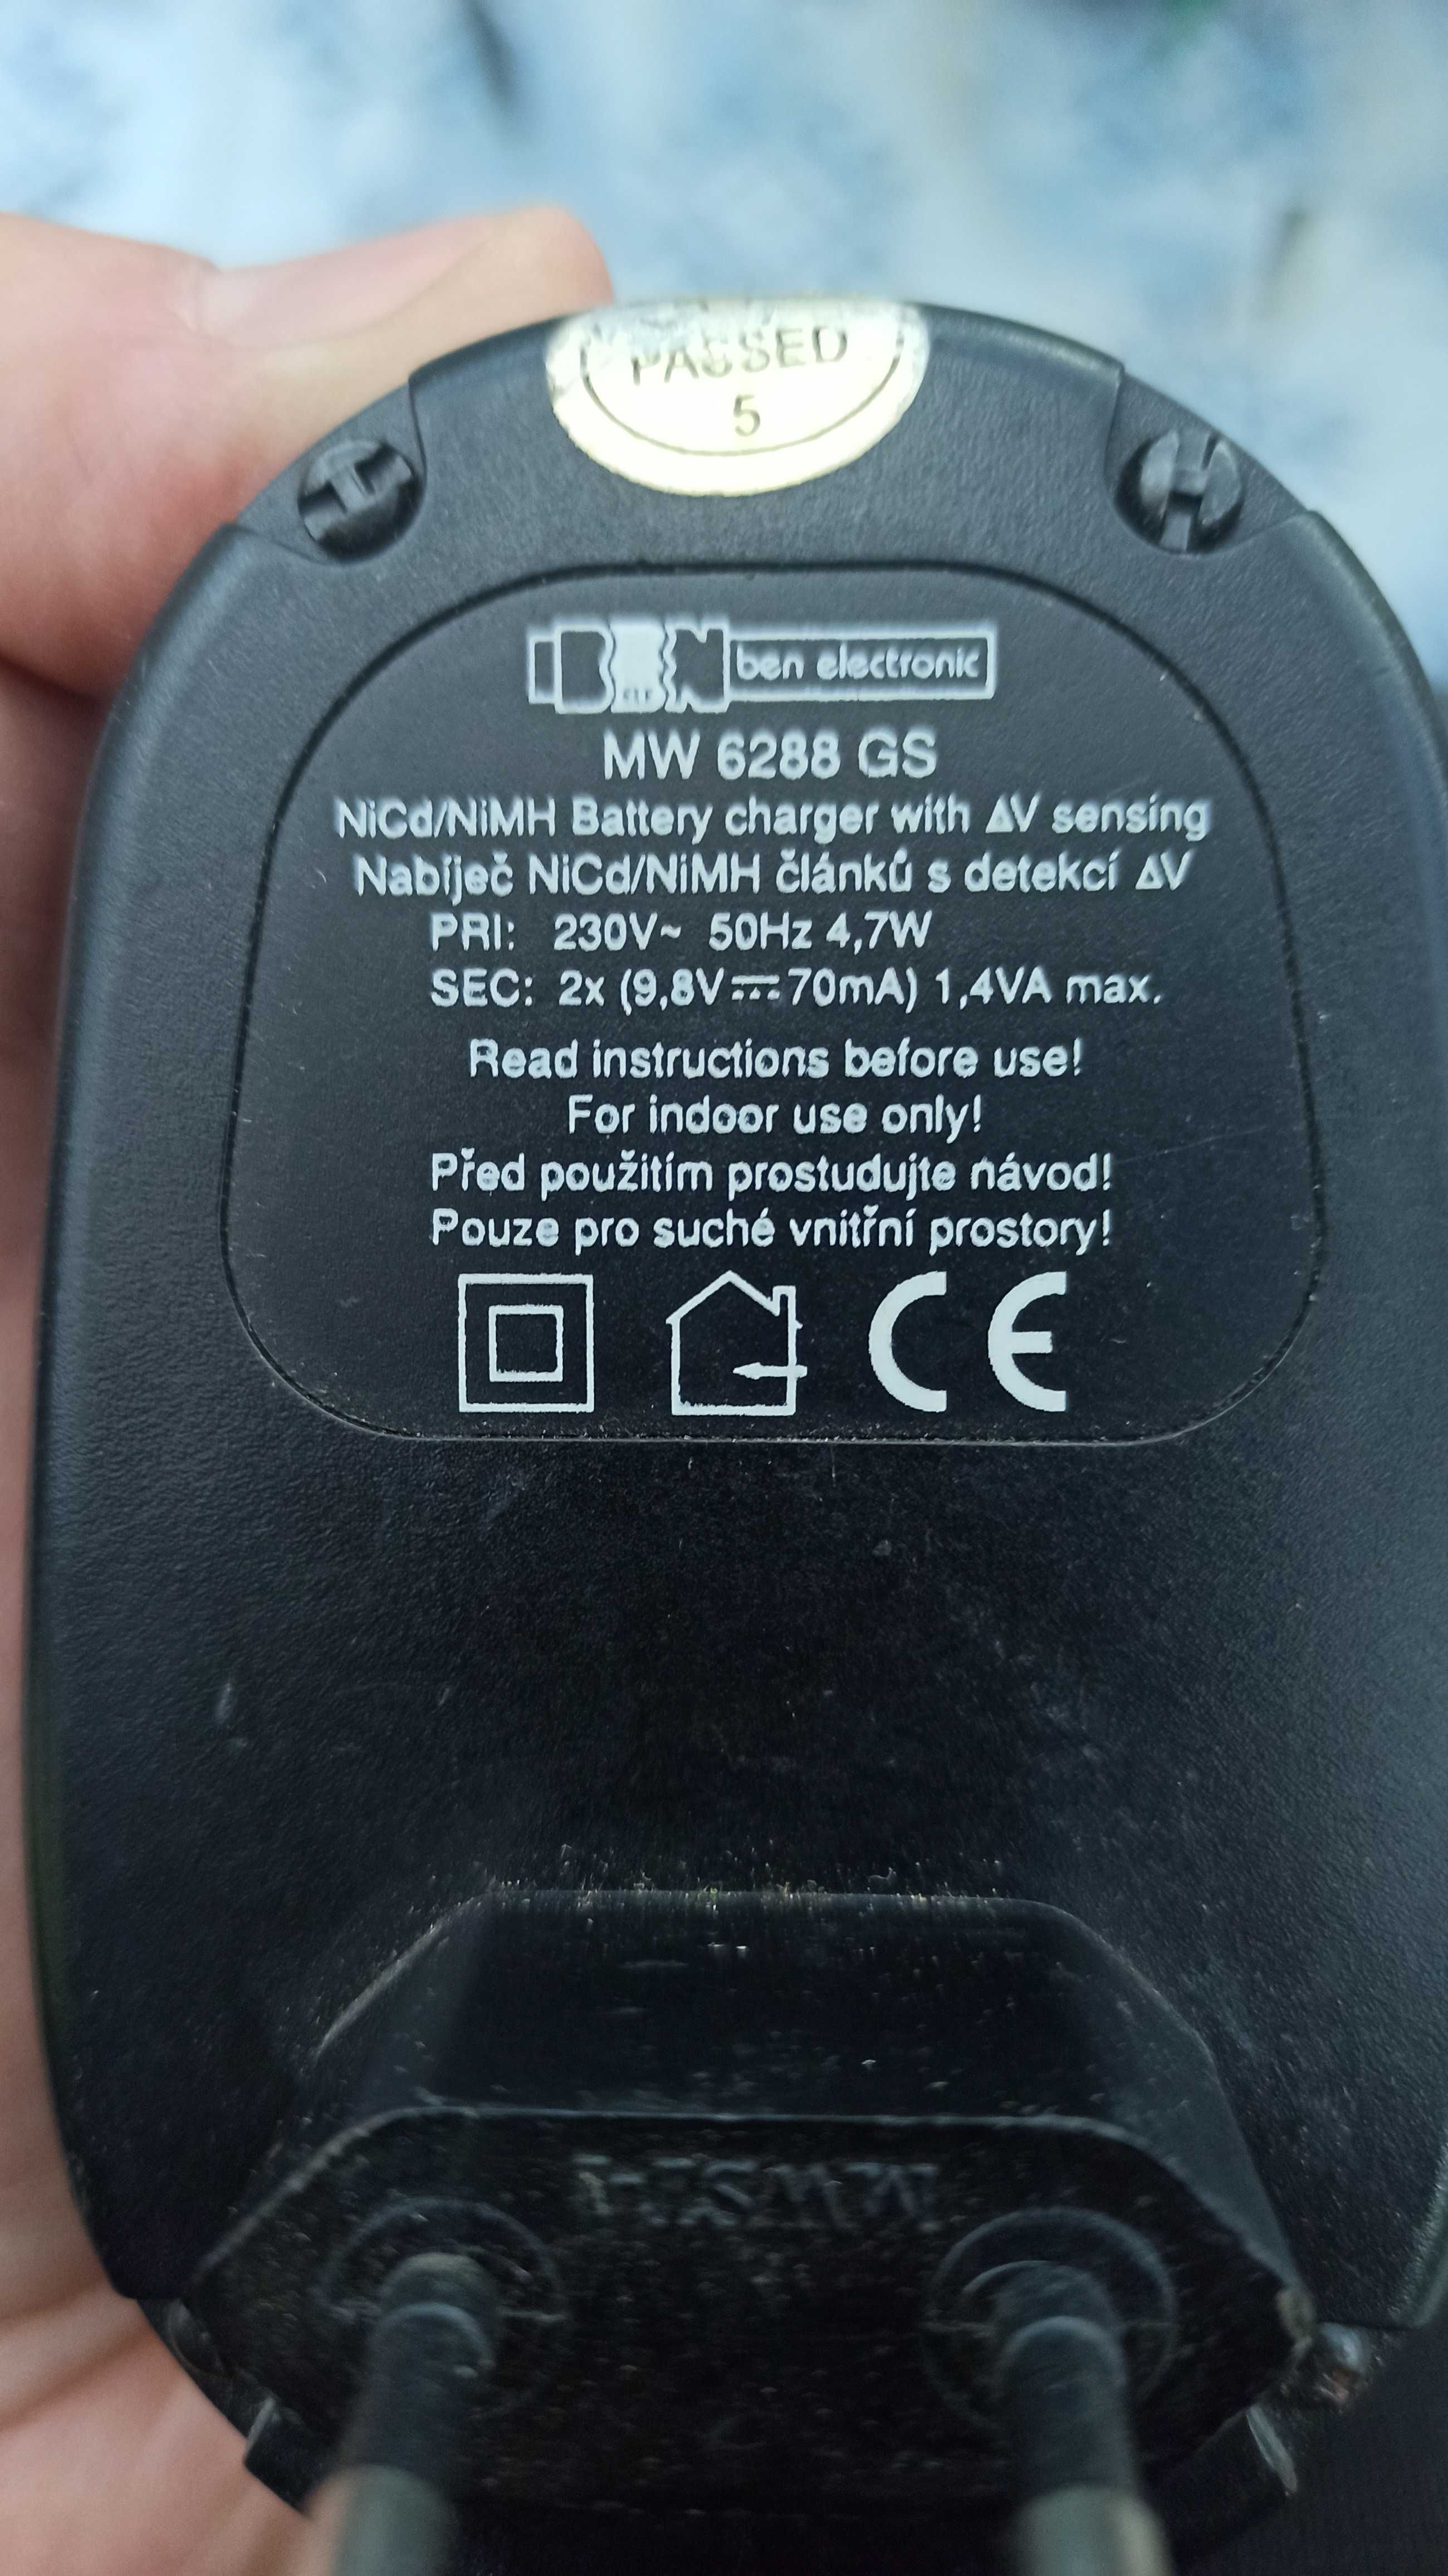 PASSED
5
BEN ben electronic
MW 6288 GS
NiCd/NiMH Battery charger with ΔV sensing
Nabíječ NiCd/NiMH článků s detekcí ΔV
PRI: 230V~ 50Hz 4,7W
SEC: 2x (9,8V⎓70mA) 1,4VA max.
Read instructions before use!
For indoor use only!
Před použitím prostudujte návod!
Pouze pro suché vnitřní prostory!
CE